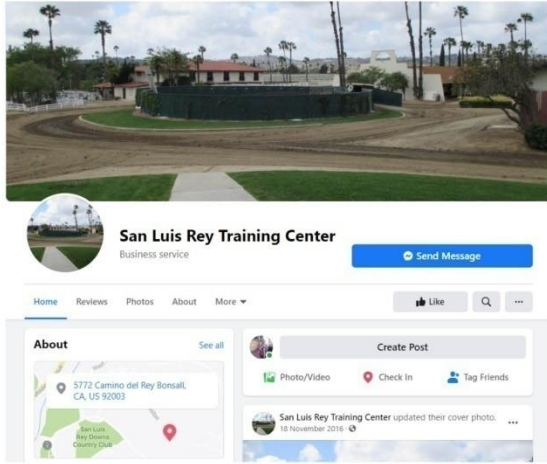 San Luis Rey Training Center
Business service
Send Message
Home Reviews Photos About More
Like
About See all
5772 Camino del Rey Bonsall,
CA, US 92003
San Luis
Rey Downs
Country Club
Create Post
Photo/Video Check In Tag Friends
San Luis Rey Training Center updated their cover photo.
18 November 2016